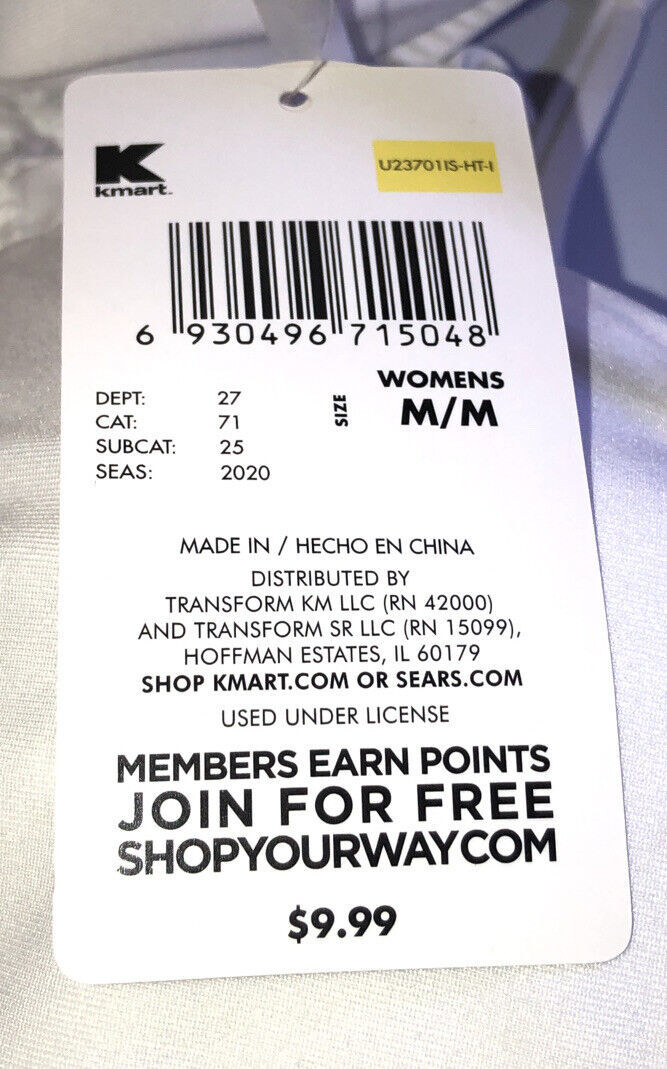 K
kmart.
U23701IS-HT-I
6 930496 715048
WOMENS
SIZE M/M
DEPT: 27
CAT: 71
SUBCAT: 25
SEAS: 2020
MADE IN / HECHO EN CHINA
DISTRIBUTED BY
TRANSFORM KM LLC (RN 42000)
AND TRANSFORM SR LLC (RN 15099),
HOFFMAN ESTATES, IL 60179
SHOP KMART.COM OR SEARS.COM
USED UNDER LICENSE
MEMBERS EARN POINTS
JOIN FOR FREE
SHOPYOURWAY.COM
$9.99